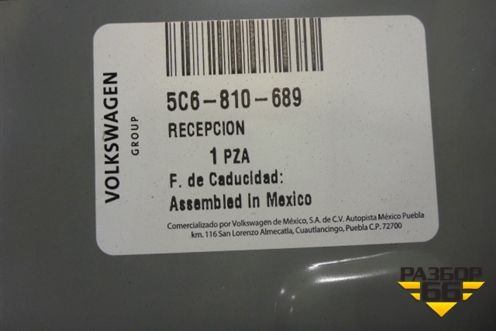 VOLKSWAGEN
GROUP
5C6-810-689
RECEPCION
1 PZA
F. de Caducidad:
Assembled in Mexico
Comercializado por Volkswagen de México, S.A. de C.V. Autopista México Puebla
km. 116 San Lorenzo Almecatla, Cuautlancingo, Puebla C.P. 72700
РАЗБОР
66